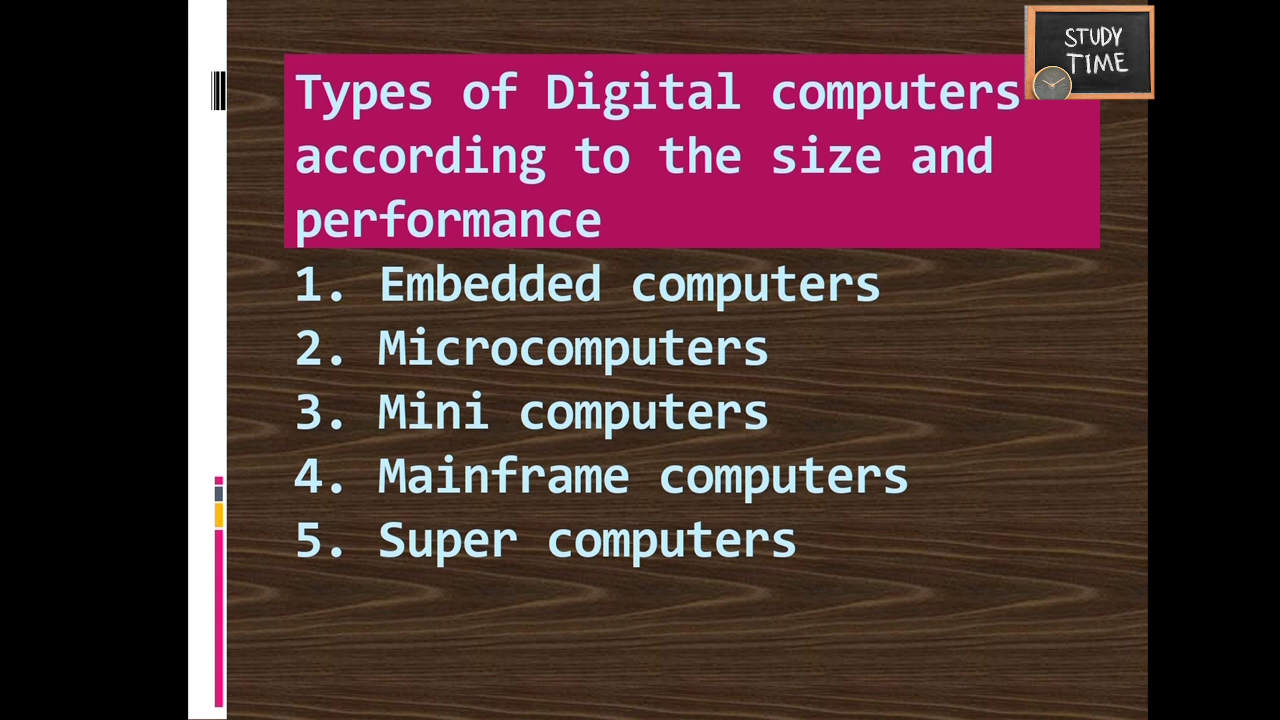 STUDY
TIME
Types of Digital computers
according to the size and
performance
1. Embedded computers
2. Microcomputers
3. Mini computers
4. Mainframe computers
5. Super computers